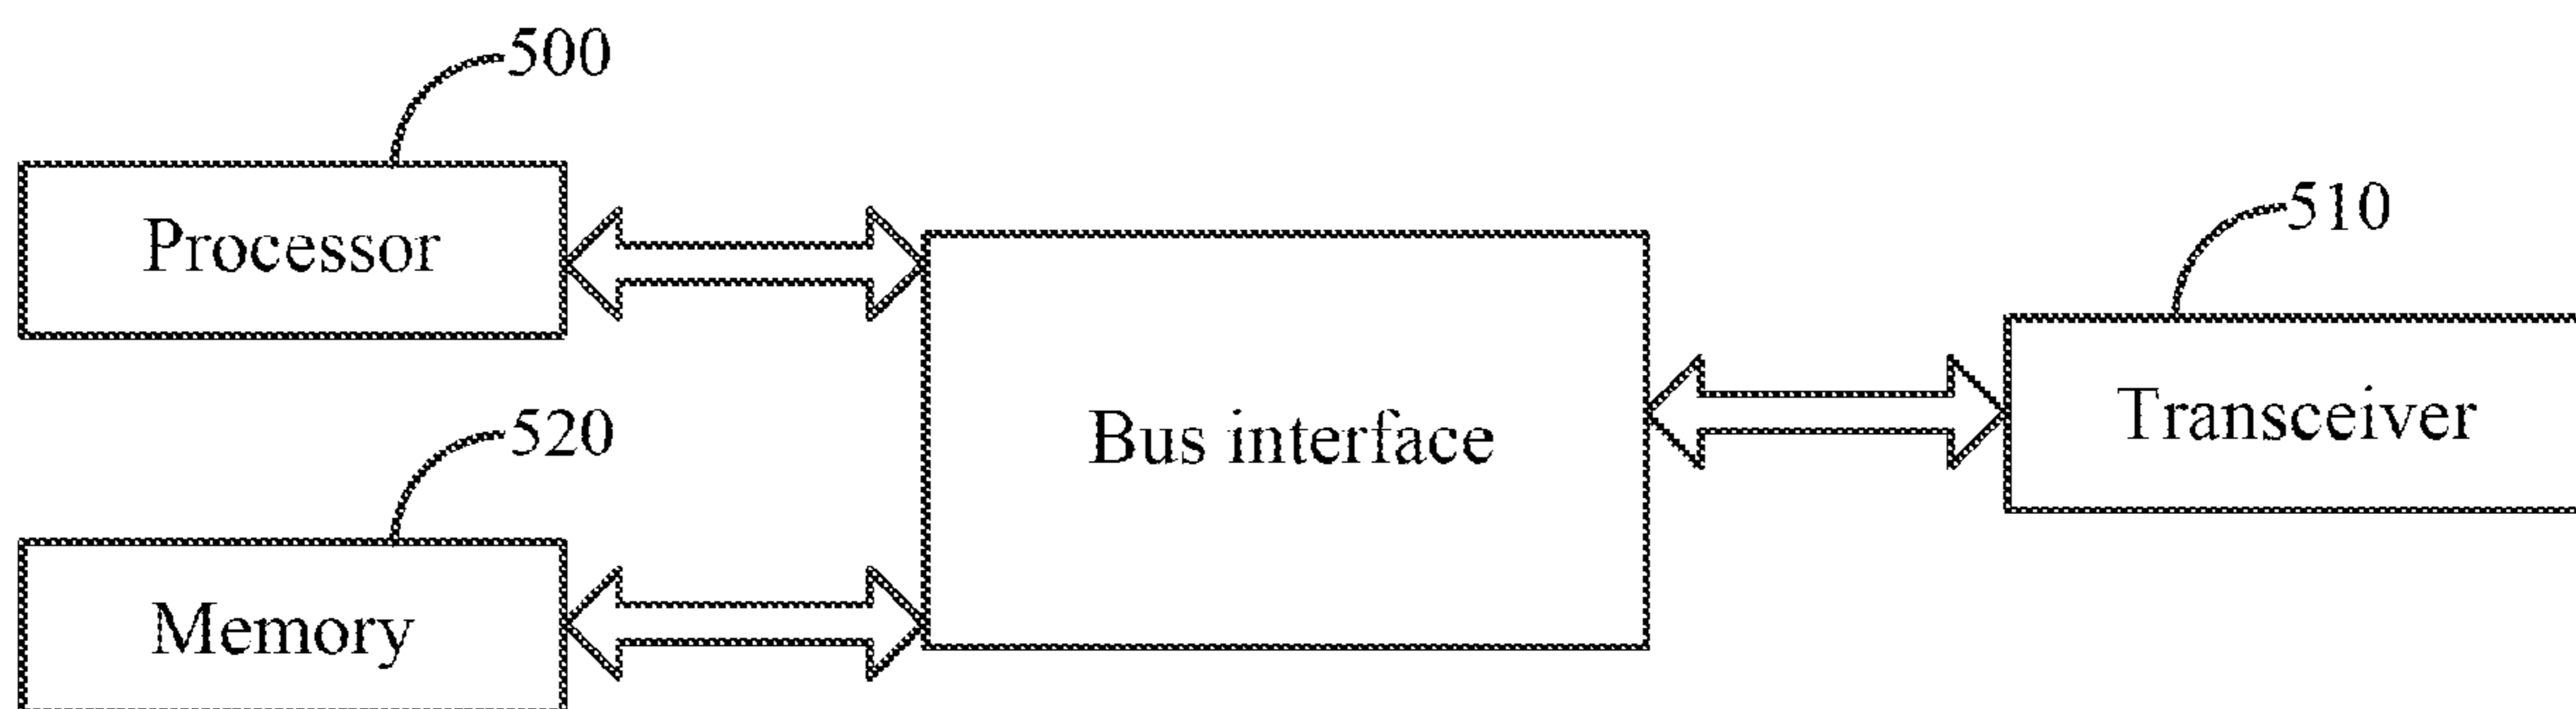 500
Processor
510
Transceiver
Bus interface
520
Memory